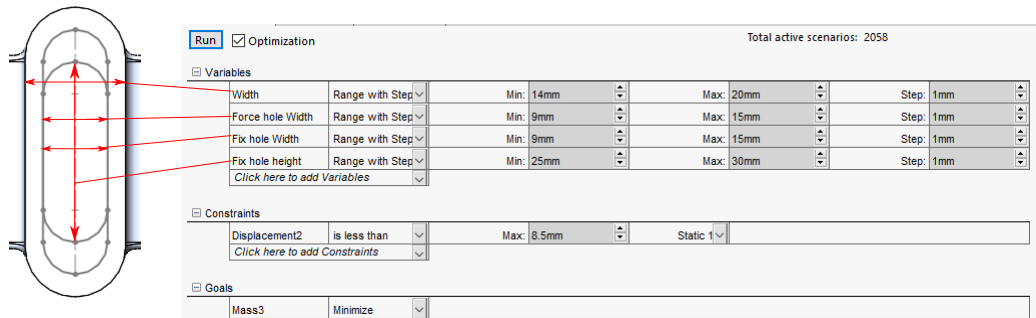 Run Optimization Total active scenarios: 2058
Variables
Width Range with Step Min: 14mm Max: 20mm Step: 1mm
Force hole Width Range with Step Min: 9mm Max: 15mm Step: 1mm
Fix hole Width Range with Step Min: 9mm Max: 15mm Step: 1mm
Fix hole height Range with Step Min: 25mm Max: 30mm Step: 1mm
Click here to add Variables
Constraints
Displacement2 is less than Max: 8.5mm Static 1
Click here to add Constraints
Goals
Mass3 Minimize